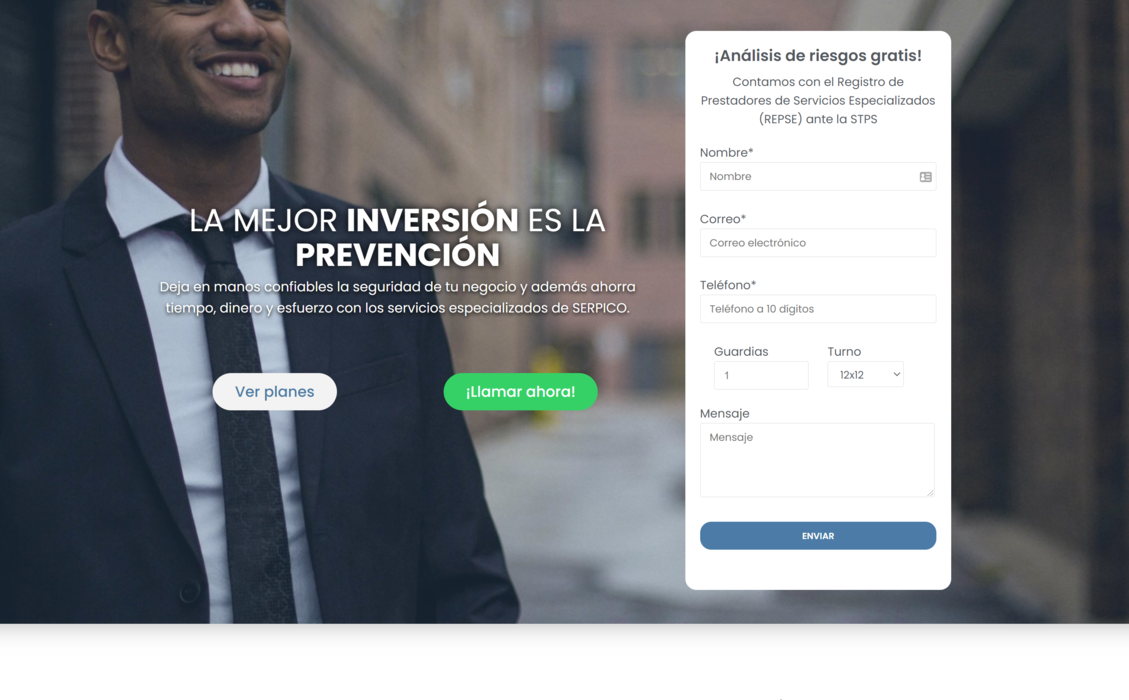 LA MEJOR INVERSIÓN ES LA
PREVENCIÓN
Deja en manos confiables la seguridad de tu negocio y además ahorra
tiempo, dinero y esfuerzo con los servicios especializados de SERPICO.
Ver planes
¡Llamar ahora!
¡Análisis de riesgos gratis!
Contamos con el Registro de
Prestadores de Servicios Especializados
(REPSE) ante la STPS
Nombre*
Nombre
Correo*
Correo electrónico
Teléfono*
Teléfono a 10 dígitos
Guardias
Turno
1
12x12
Mensaje
Mensaje
ENVIAR